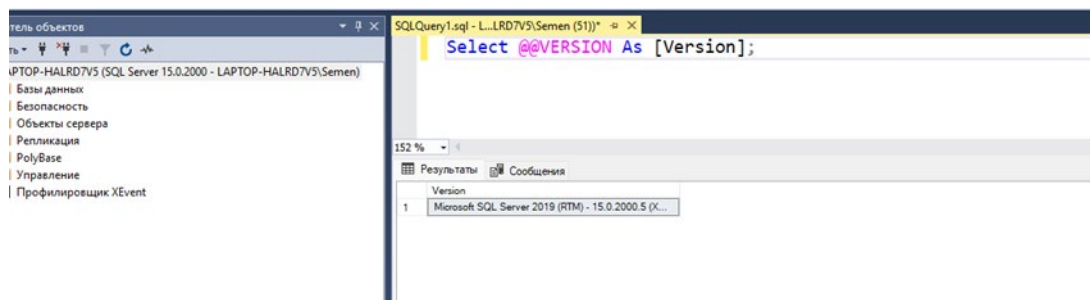 тель объектов
SQLQuery1.sql - L...LRD7V5\Semen (51))*
ть
PTOP-HALRD7V5 (SQL Server 15.0.2000 - LAPTOP-HALRD7V5\Semen)
Базы данных
Безопасность
Объекты сервера
Репликация
PolyBase
Управление
Профилировщик XEvent
Select @@VERSION As [Version];
152 %
Результаты
Сообщения
Version
1 Microsoft SQL Server 2019 (RTM) - 15.0.2000.5 (X...